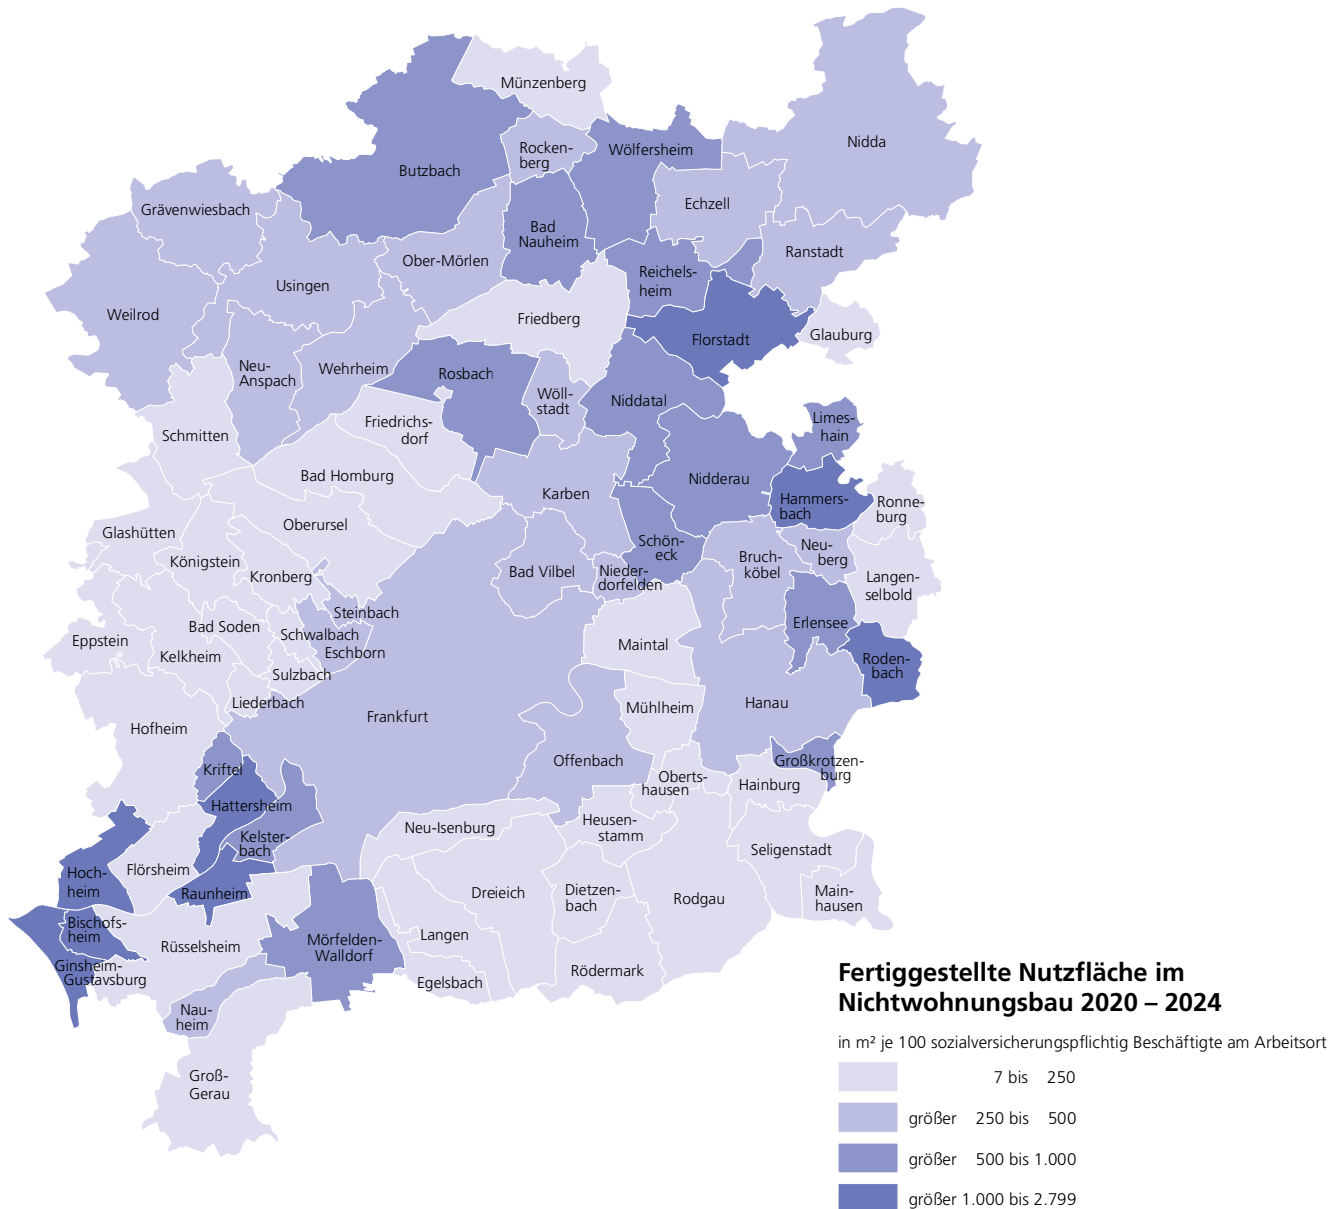 Münzenberg
Nidda
Rocken-
berg
Wölfersheim
Butzbach
Echzell
Grävenwiesbach
Bad
Nauheim
Ranstadt
Ober-Mörlen
Reichels-
heim
Usingen
Weilrod
Friedberg
Florstadt
Glauburg
Neu-
Anspach
Wehrheim
Rosbach
Wöll-
stadt
Niddatal
Limes-
hain
Friedrichs-
dorf
Schmitten
Bad Homburg
Karben
Nidderau
Hammers-
bach
Ronne-
burg
Oberursel
Glashütten
Schön-
eck
Neu-
berg
Königstein
Kronberg
Bad Vilbel
Nieder-
dorfelden
Bruch-
köbel
Langen-
selbold
Steinbach
Erlensee
Bad Soden
Schwalbach
Eschborn
Eppstein
Kelkheim
Maintal
Roden-
bach
Sulzbach
Liederbach
Hanau
Mühlheim
Frankfurt
Hofheim
Offenbach
Großkrotzen-
burg
Kriftel
Oberts-
hausen
Hainburg
Hattersheim
Neu-Isenburg
Heusen-
stamm
Kelster-
bach
Seligenstadt
Flörsheim
Hoch-
heim
Raunheim
Dreieich
Dietzen-
bach
Rodgau
Main-
hausen
Bischofs-
heim
Rüsselsheim
Mörfelden-
Walldorf
Langen
Ginsheim-
Gustavsburg
Egelsbach
Rödermark
Nau-
heim
Groß-
Gerau
Fertiggestellte Nutzfläche im
Nichtwohnungsbau 2020 – 2024
in m² je 100 sozialversicherungspflichtig Beschäftigte am Arbeitsort
7 bis 250
größer 250 bis 500
größer 500 bis 1.000
größer 1.000 bis 2.799